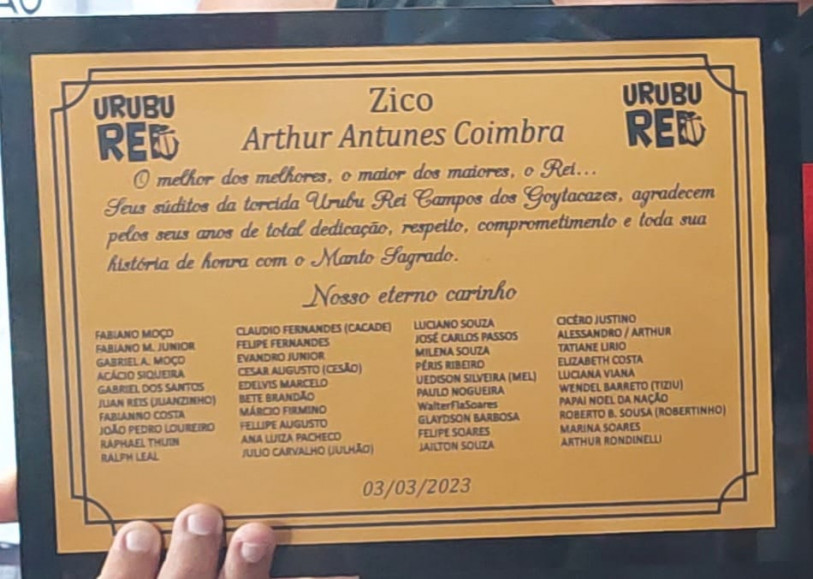 URUBU REI
Zico
URUBU REI
Arthur Antunes Coimbra
O melhor dos melhores, o maior dos maiores, o Rei...
Seus súditos da torcida Urubu Rei Campos dos Goytacazes, agradecem
pelos seus anos de total dedicação, respeito, comprometimento e toda sua
história de honra com o Manto Sagrado.
Nosso eterno carinho
FABIANO MOÇO
FABIANO M. JUNIOR
GABRIEL A. MOÇO
ACÁCIO SIQUEIRA
GABRIEL DOS SANTOS
JUAN REIS (JUANZINHO)
FABIANNO COSTA
JOÃO PEDRO LOUREIRO
RAPHAEL THUIN
RALPH LEAL
CLAUDIO FERNANDES (CACADE)
FELIPE FERNANDES
EVANDRO JUNIOR
CESAR AUGUSTO (CESÃO)
EDELVIS MARCELO
BETE BRANDÃO
MÁRCIO FIRMINO
FELLIPE AUGUSTO
ANA LUIZA PACHECO
JULIO CARVALHO (JULHÃO)
LUCIANO SOUZA
JOSÉ CARLOS PASSOS
MILENA SOUZA
PÉRIS RIBEIRO
UEDISON SILVEIRA (MEL)
PAULO NOGUEIRA
WalterFlaSoares
GLAYDSON BARBOSA
FELIPE SOARES
JAILTON SOUZA
CICÉRO JUSTINO
ALESSANDRO / ARTHUR
TATIANE LIRIO
ELIZABETH COSTA
LUCIANA VIANA
WENDEL BARRETO (TIZIU)
PAPAI NOEL DA NAÇÃO
ROBERTO B. SOUSA (ROBERTINHO)
MARINA SOARES
ARTHUR RONDINELLI
03/03/2023